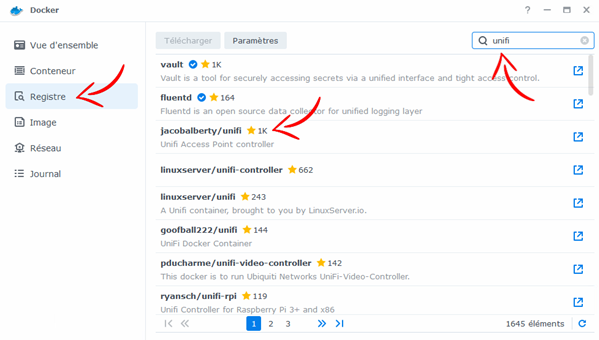 Docker
Vue d'ensemble
Conteneur
Registre
Image
Réseau
Journal
Télécharger Paramètres unifi
vault 1K
Vault is a tool for securely accessing secrets via a unified interface and tight access control.
fluentd 164
Fluentd is an open source data collector for unified logging layer
jacobalberty/unifi 1K
Unifi Access Point controller
linuxserver/unifi-controller 662
linuxserver/unifi 243
A Unifi container, brought to you by LinuxServer.io.
goofball222/unifi 144
UniFi Docker Container
pducharme/unifi-video-controller 142
This docker is to run Ubiquiti Networks UniFi-Video-Controller.
ryansch/unifi-rpi 119
Unifi Controller for Raspberry Pi 3+ and x86
1 2 3 1645 éléments